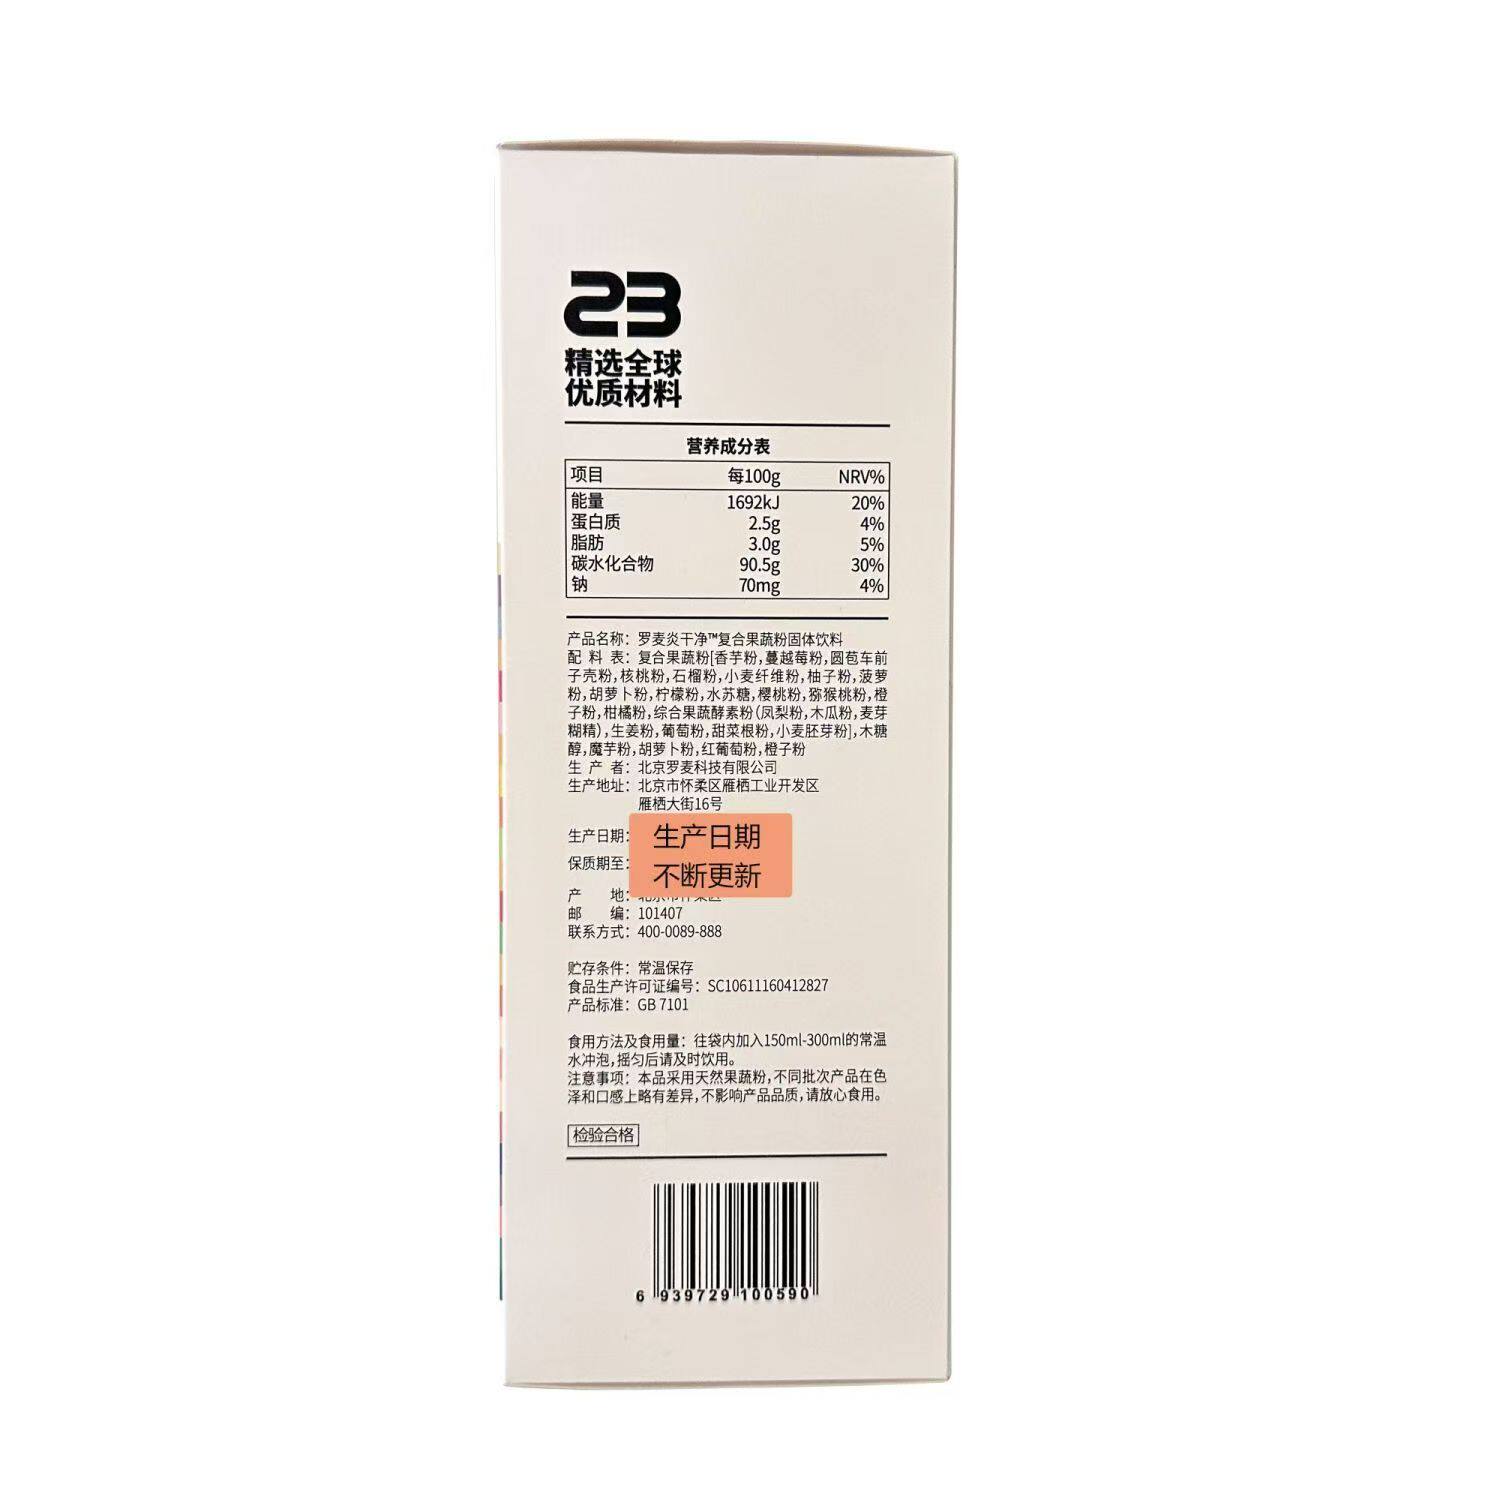 23
精选全球
优质材料
营养成分表
项目 每100g NRV%
能量 1692kJ 20%
蛋白质 2.5g 4%
脂肪 3.0g 5%
碳水化合物 90.5g 30%
钠 70mg 4%
产品名称：罗麦炎干净™复合果蔬粉固体饮料
配 料 表：复合果蔬粉[香芋粉,蔓越莓粉,圆苞车前
子壳粉,核桃粉,石榴粉,小麦纤维粉,柚子粉,菠萝
粉,胡萝卜粉,柠檬粉,水苏糖,樱桃粉,猕猴桃粉,橙
子粉,柑橘粉,综合果蔬酵素粉(凤梨粉,木瓜粉,麦芽
糊精),生姜粉,葡萄粉,甜菜根粉,小麦胚芽粉],木糖
醇,魔芋粉,胡萝卜粉,红葡萄粉,橙子粉
生 产 者：北京罗麦科技有限公司
生产地址：北京市怀柔区雁栖工业开发区
雁栖大街16号
生产日期： 生产日期
保质期至： 不断更新
产 地：
邮 编：101407
联系方式：400-0089-888
贮存条件：常温保存
食品生产许可证编号：SC10611160412827
产品标准：GB 7101
食用方法及食用量：往袋内加入150ml-300ml的常温
水冲泡,摇匀后请及时饮用。
注意事项：本品采用天然果蔬粉,不同批次产品在色
泽和口感上略有差异,不影响产品品质,请放心食用。
检验合格
6 939729 100590